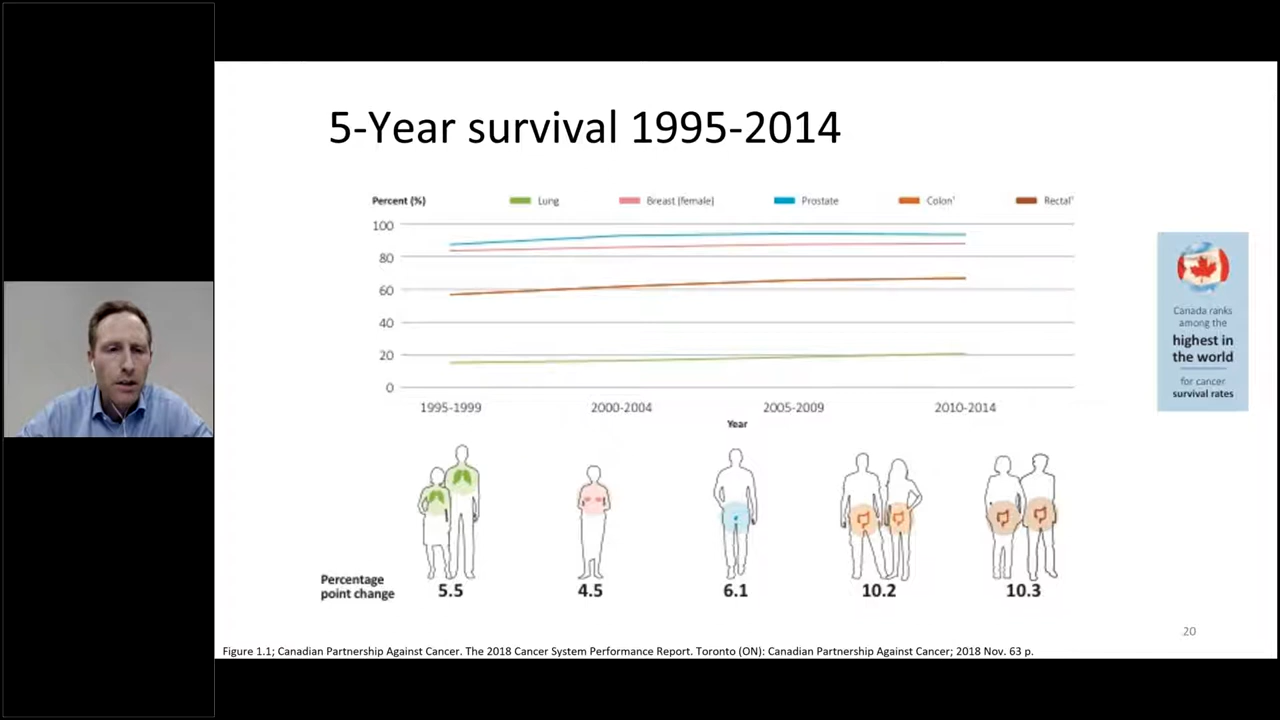 5-Year survival 1995-2014
Percent (%) Lung Breast (female) Prostate Colon† Rectal†
100
80
60
40
20
0
1995-1999 2000-2004 2005-2009 2010-2014
Year
Canada ranks
among the
highest in
the world
for cancer
survival rates
Percentage
point change
5.5 4.5 6.1 10.2 10.3
20
Figure 1.1; Canadian Partnership Against Cancer. The 2018 Cancer System Performance Report. Toronto (ON): Canadian Partnership Against Cancer; 2018 Nov. 63 p.